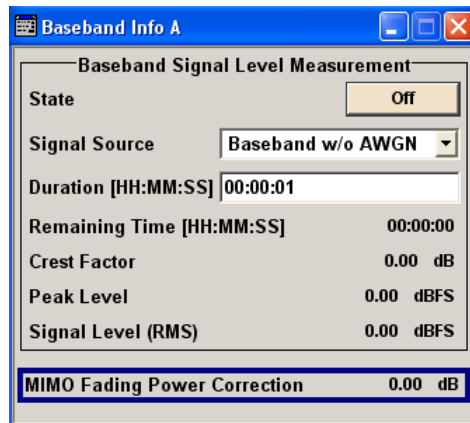 Baseband Info A
Baseband Signal Level Measurement
State Off
Signal Source Baseband w/o AWGN
Duration [HH:MM:SS] 00:00:01
Remaining Time [HH:MM:SS] 00:00:00
Crest Factor 0.00 dB
Peak Level 0.00 dBFS
Signal Level (RMS) 0.00 dBFS
MIMO Fading Power Correction 0.00 dB